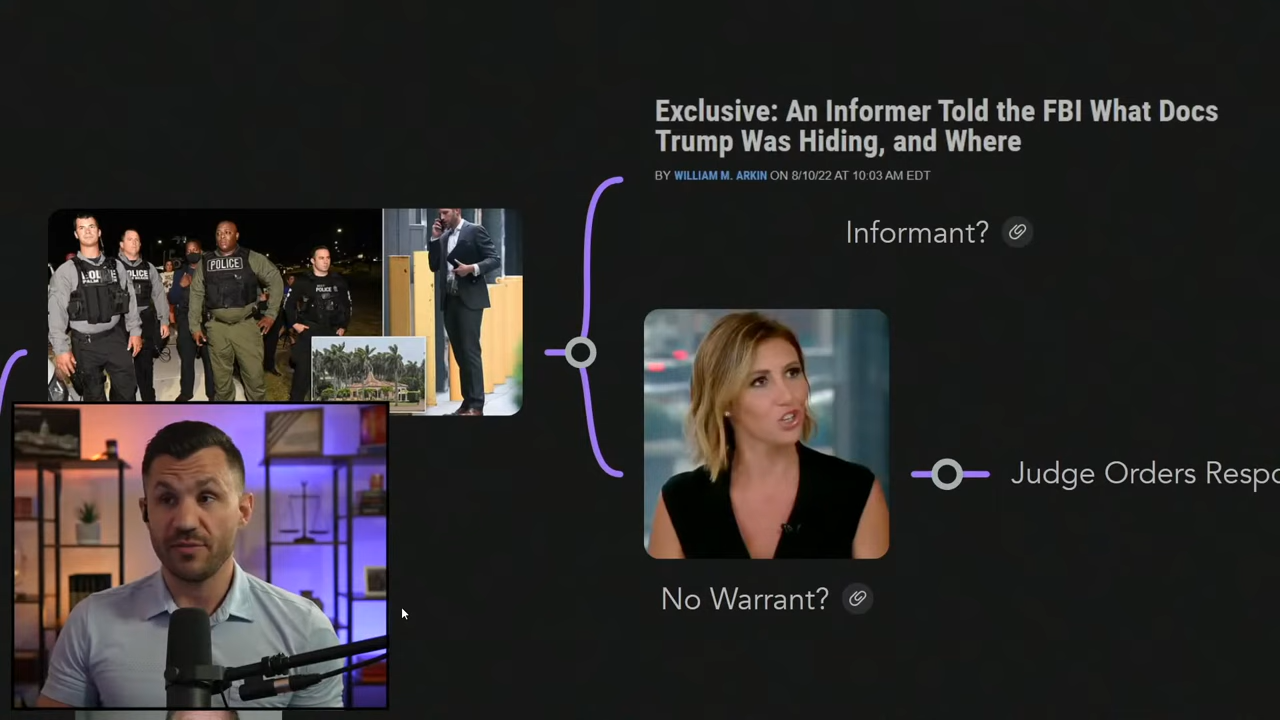 Exclusive: An Informer Told the FBI What Docs
Trump Was Hiding, and Where
BY WILLIAM M. ARKIN ON 8/10/22 AT 10:03 AM EDT
Informant?
POLICE
Judge Orders Respo
No Warrant?